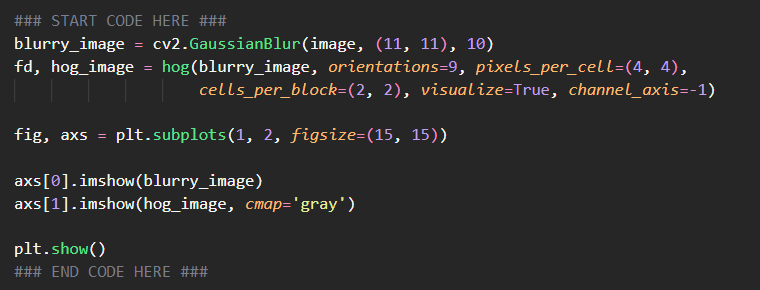 ### START CODE HERE ###
blurry_image = cv2.GaussianBlur(image, (11, 11), 10)
fd, hog_image = hog(blurry_image, orientations=9, pixels_per_cell=(4, 4),
                    cells_per_block=(2, 2), visualize=True, channel_axis=-1)
fig, axs = plt.subplots(1, 2, figsize=(15, 15))
axs[0].imshow(blurry_image)
axs[1].imshow(hog_image, cmap='gray')
plt.show()
### END CODE HERE ###